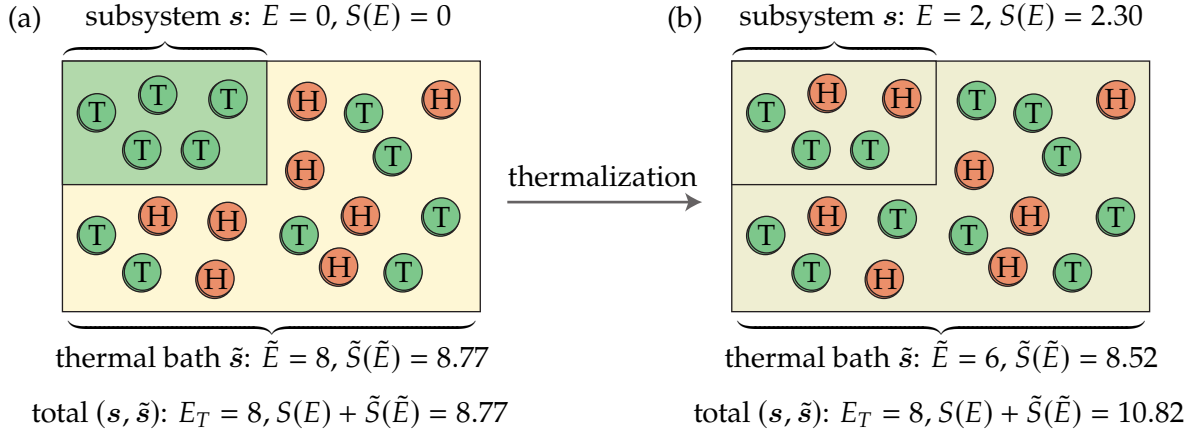 (a) subsystem s: E = 0, S(E) = 0
T T T H T H
T T H T
T H H T H T
T H H T
thermal bath s̃: Ẽ = 8, S̃(Ẽ) = 8.77
total (s, s̃): E_T = 8, S(E) + S̃(Ẽ) = 8.77
thermalization
(b) subsystem s: E = 2, S(E) = 2.30
T H H T T H
T T H T
T H T T H T
T H H T
thermal bath s̃: Ẽ = 6, S̃(Ẽ) = 8.52
total (s, s̃): E_T = 8, S(E) + S̃(Ẽ) = 10.82